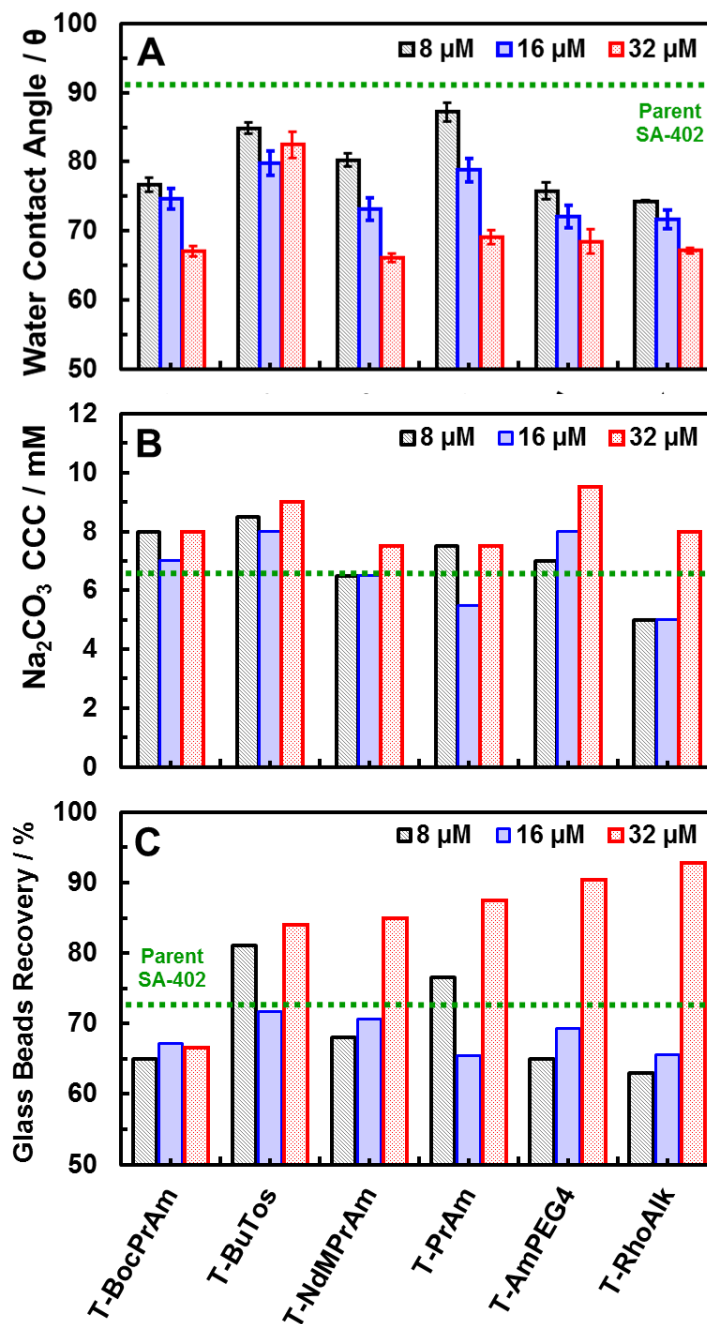 100
90
80
70
60
50
Water Contact Angle / θ
A
8 µM 16 µM 32 µM
Parent
SA-402
12
10
8
6
4
2
0
Na₂CO₃ CCC / mM
B
8 µM 16 µM 32 µM
100
90
80
70
60
50
Glass Beads Recovery / %
C
8 µM 16 µM 32 µM
Parent
SA-402
T-BocPrAm
T-BuTos
T-NdMPrAm
T-PrAm
T-AmPEG4
T-RhoAlk